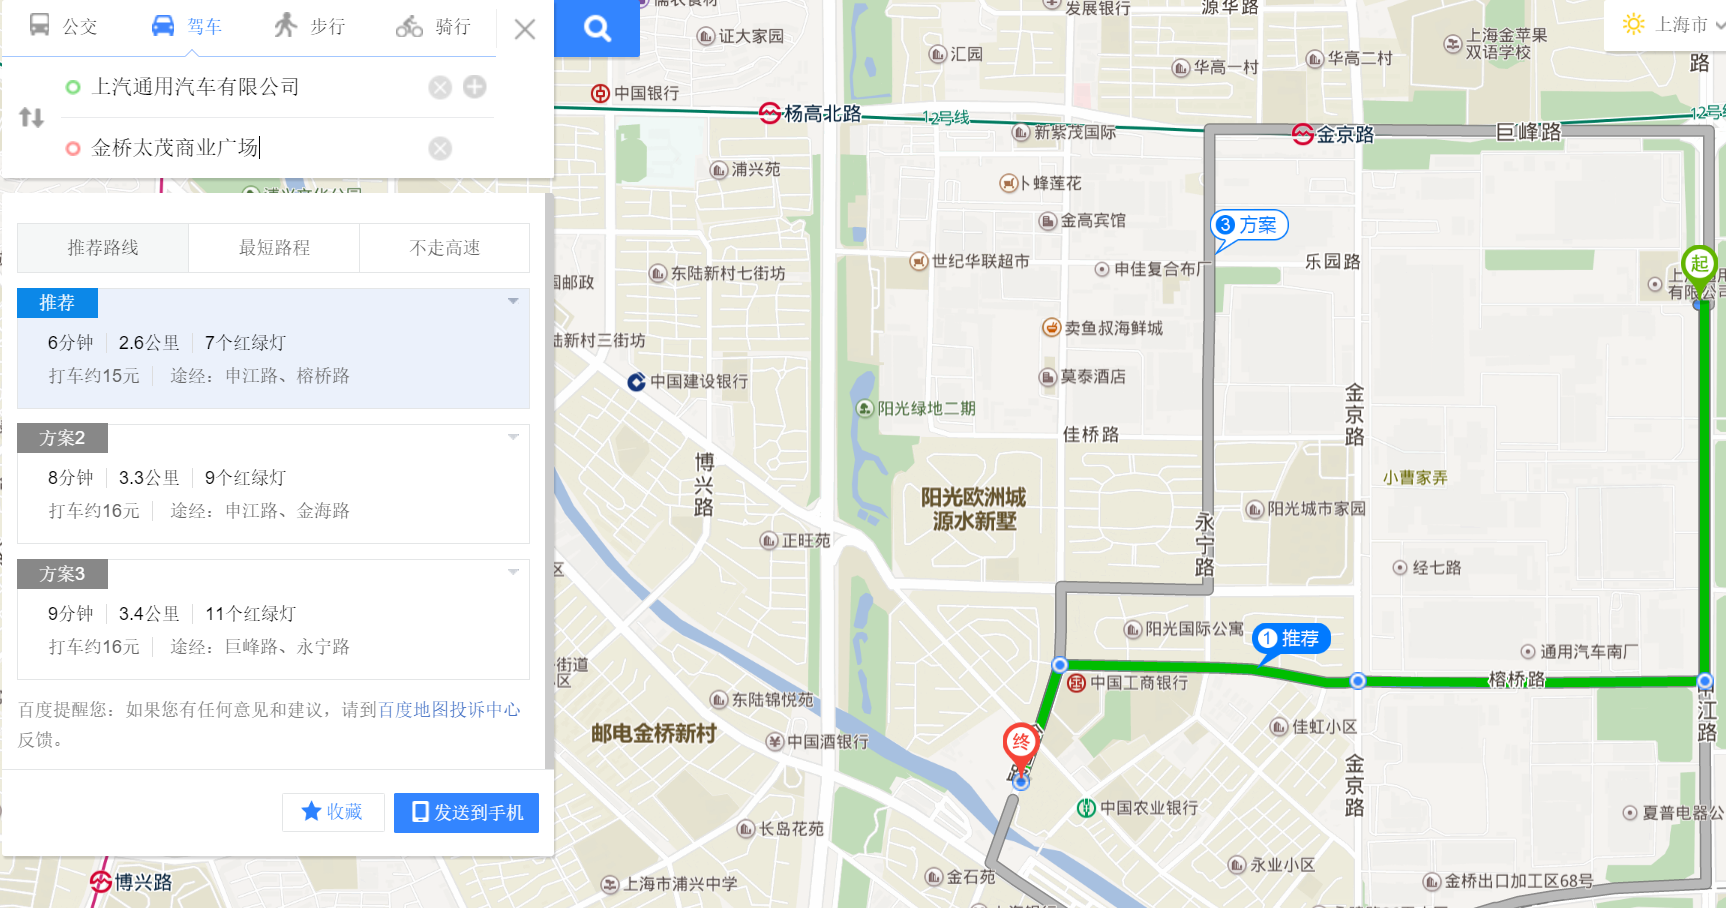 公交
驾车
步行
骑行
上汽通用汽车有限公司
金桥太茂商业广场
推荐路线
最短路程
不走高速
推荐
6分钟 2.6公里 7个红绿灯
打车约15元 途经：申江路、榕桥路
方案2
8分钟 3.3公里 9个红绿灯
打车约16元 途经：申江路、金海路
方案3
9分钟 3.4公里 11个红绿灯
打车约16元 途经：巨峰路、永宁路
百度提醒您：如果您有任何意见和建议，请到百度地图投诉中心
反馈。
收藏
发送到手机
上海市
发展银行
源华路
证大家园
汇园
华高一村
华高二村
上海金苹果
双语学校
路
中国银行
杨高北路
12号线
新紫茂国际
金京路
巨峰路
浦兴苑
卜蜂莲花
金高宾馆
3 方案
世纪华联超市
申佳复合布厂
乐园路
起
东陆新村七街坊
卖鱼叔海鲜城
中国建设银行
莫泰酒店
阳光绿地二期
佳桥路
金京路
小曹家弄
博兴路
阳光欧洲城
源水新墅
阳光城市家园
永宁路
正旺苑
经七路
阳光国际公寓
1 推荐
通用汽车南厂
中国工商银行
榕桥路
东陆锦悦苑
邮电金桥新村
中国酒银行
终
佳虹小区
金京路
中国农业银行
夏普电器公
长岛花苑
博兴路
上海市浦兴中学
金石苑
永业小区
金桥出口加工区68号